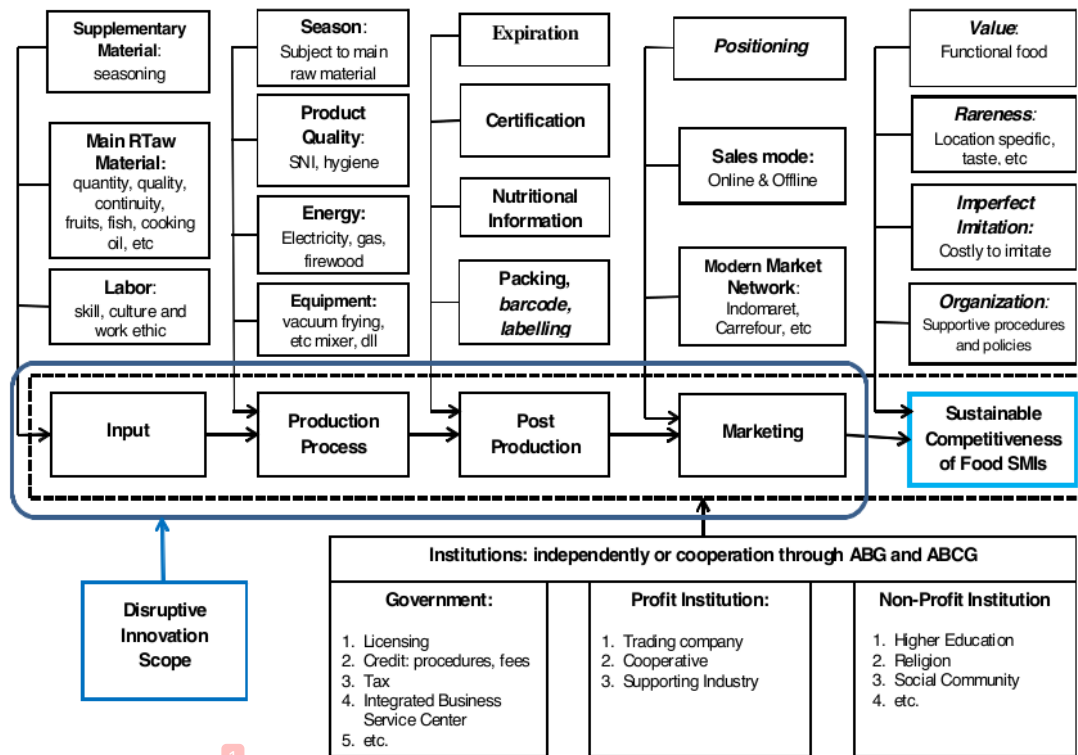 Supplementary
Material:
seasoning
Main RTaw
Material:
quantity, quality,
continuity,
fruits, fish, cooking
oil, etc
Labor:
skill, culture and
work ethic
Season:
Subject to main
raw material
Product
Quality:
SNI, hygiene
Energy:
Electricity, gas,
firewood
Equipment:
vacuum frying,
etc mixer, dll
Expiration
Certification
Nutritional
Information
Packing,
barcode,
labelling
Positioning
Sales mode:
Online & Offline
Modern Market
Network:
Indomaret,
Carrefour, etc
Value:
Functional food
Rareness:
Location specific,
taste, etc
Imperfect
Imitation:
Costly to imitate
Organization:
Supportive procedures
and policies
Input
Production
Process
Post
Production
Marketing
Sustainable
Competitiveness
of Food SMIs
Disruptive
Innovation
Scope
Institutions: independently or cooperation through ABG and ABCG
Government:
1. Licensing
2. Credit: procedures, fees
3. Tax
4. Integrated Business
Service Center
5. etc.
Profit Institution:
1. Trading company
2. Cooperative
3. Supporting Industry
Non-Profit Institution
1. Higher Education
2. Religion
3. Social Community
4. etc.